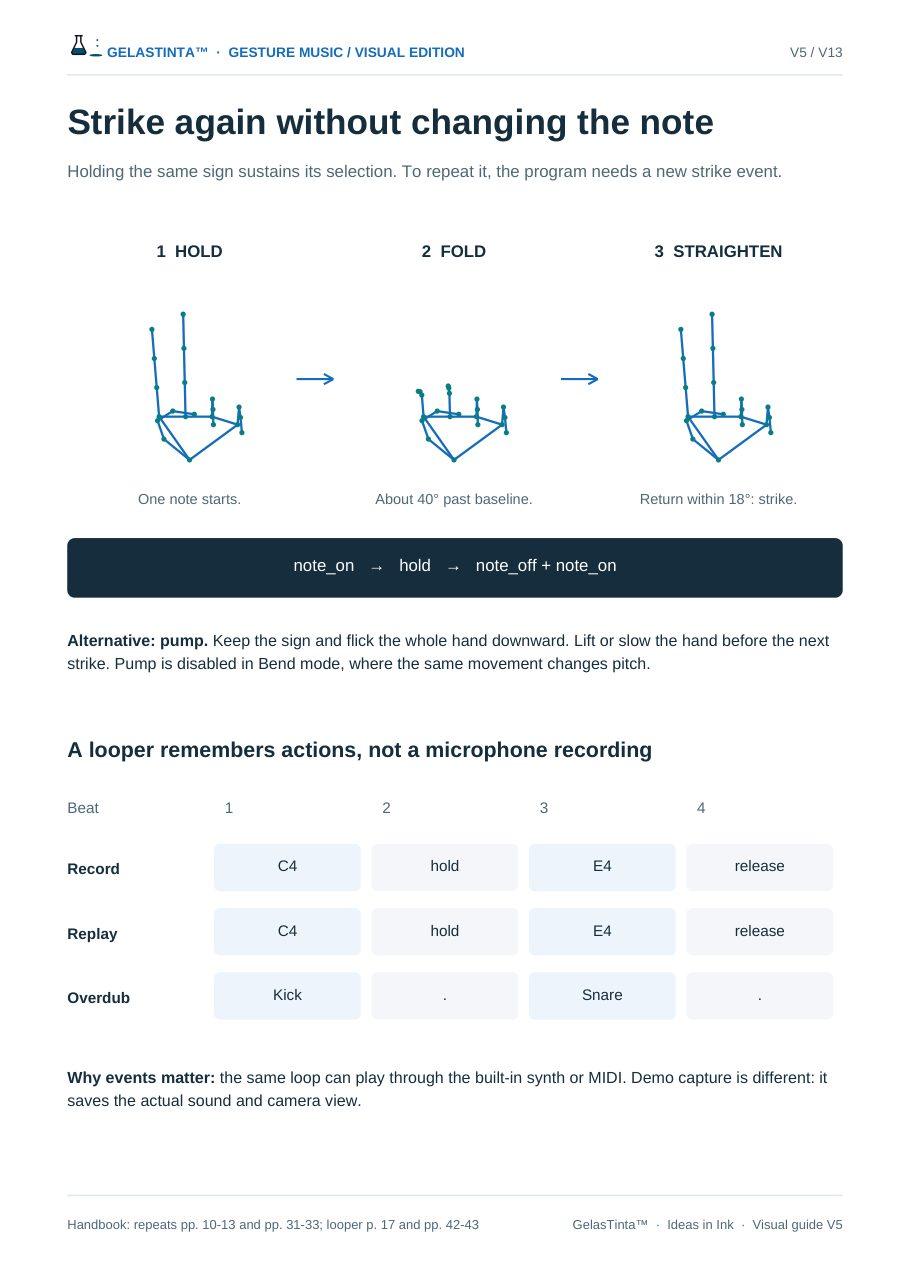 GELASTINTA™ · GESTURE MUSIC / VISUAL EDITION
V5 / V13
Strike again without changing the note
Holding the same sign sustains its selection. To repeat it, the program needs a new strike event.
1 HOLD
2 FOLD
3 STRAIGHTEN
One note starts.
About 40° past baseline.
Return within 18°: strike.
note_on → hold → note_off + note_on
Alternative: pump. Keep the sign and flick the whole hand downward. Lift or slow the hand before the next
strike. Pump is disabled in Bend mode, where the same movement changes pitch.
A looper remembers actions, not a microphone recording
Beat 1 2 3 4
Record C4 hold E4 release
Replay C4 hold E4 release
Overdub Kick . Snare .
Why events matter: the same loop can play through the built-in synth or MIDI. Demo capture is different: it
saves the actual sound and camera view.
Handbook: repeats pp. 10-13 and pp. 31-33; looper p. 17 and pp. 42-43
GelasTinta™ · Ideas in Ink · Visual guide V5